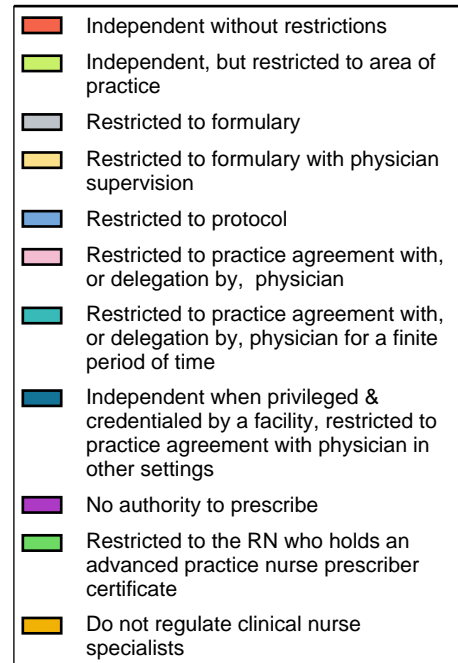 Independent without restrictions
Independent, but restricted to area of
practice
Restricted to formulary
Restricted to formulary with physician
supervision
Restricted to protocol
Restricted to practice agreement with,
or delegation by, physician
Restricted to practice agreement with,
or delegation by, physician for a finite
period of time
Independent when privileged &
credentialed by a facility, restricted to
practice agreement with physician in
other settings
No authority to prescribe
Restricted to the RN who holds an
advanced practice nurse prescriber
certificate
Do not regulate clinical nurse
specialists